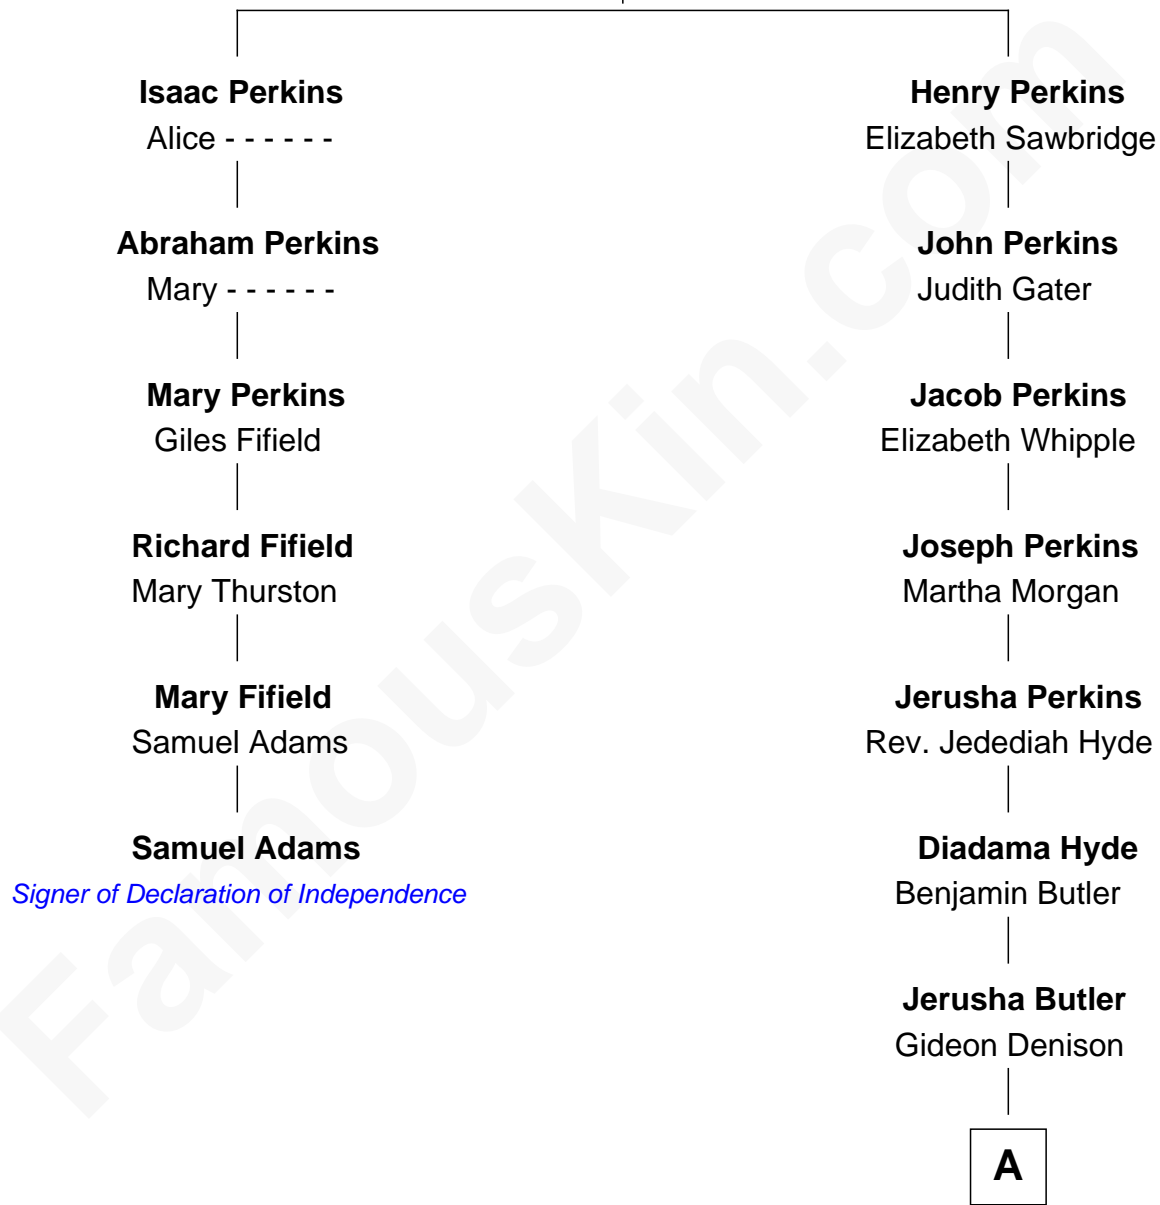 Isaac Perkins
Alice - - - - - -
Abraham Perkins
Mary - - - - - -
Mary Perkins
Giles Fifield
Richard Fifield
Mary Thurston
Mary Fifield
Samuel Adams
Samuel Adams
Signer of Declaration of Independence
Henry Perkins
Elizabeth Sawbridge
John Perkins
Judith Gater
Jacob Perkins
Elizabeth Whipple
Joseph Perkins
Martha Morgan
Jerusha Perkins
Rev. Jedediah Hyde
Diadama Hyde
Benjamin Butler
Jerusha Butler
Gideon Denison
A
FamousKin.com